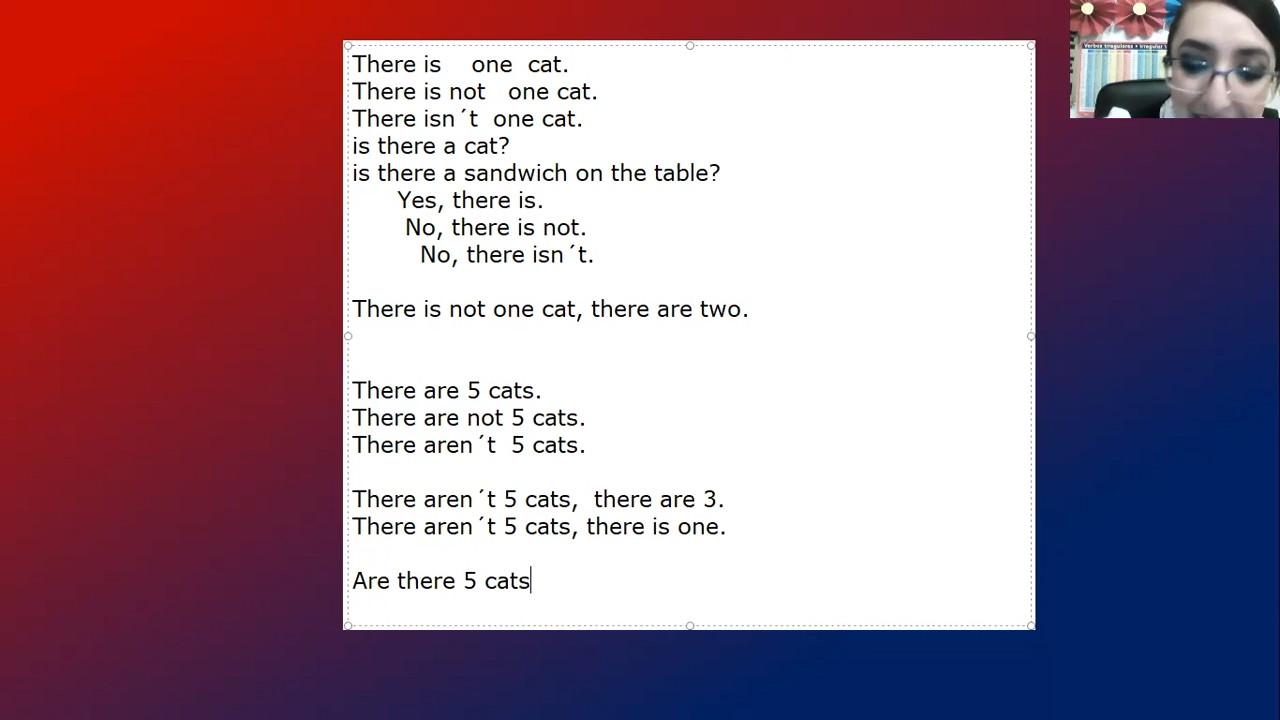 There is one cat.
There is not one cat.
There isn´t one cat.
is there a cat?
is there a sandwich on the table?
Yes, there is.
No, there is not.
No, there isn´t.
There is not one cat, there are two.
There are 5 cats.
There are not 5 cats.
There aren´t 5 cats.
There aren´t 5 cats, there are 3.
There aren´t 5 cats, there is one.
Are there 5 cats
Verbos Irregulares • Irregular